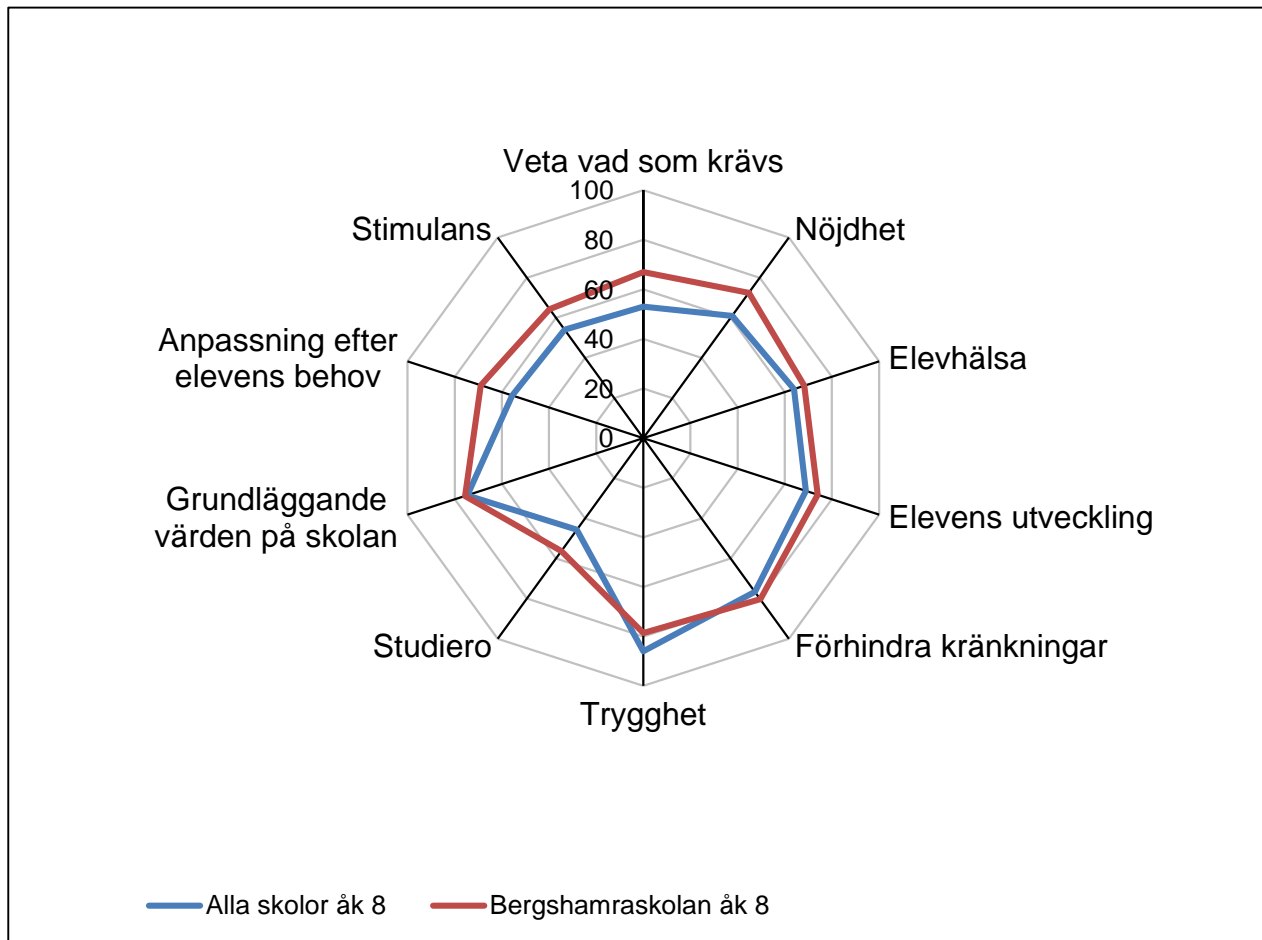 Veta vad som krävs
100
80
60
40
20
0
Nöjdhet
Elevhälsa
Elevens utveckling
Förhindra kränkningar
Trygghet
Studiero
Grundläggande
värden på skolan
Anpassning efter
elevens behov
Stimulans
Alla skolor åk 8
Bergshamraskolan åk 8